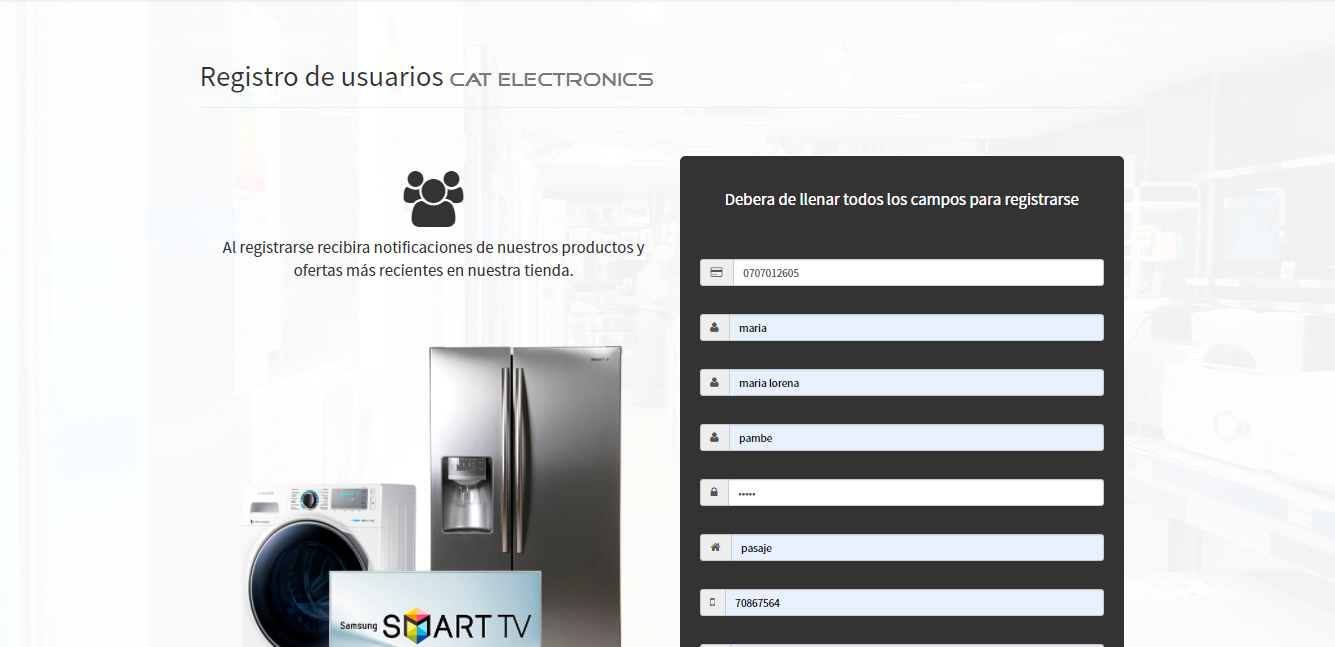 Registro de usuarios CAT ELECTRONICS
Al registrarse recibira notificaciones de nuestros productos y
ofertas más recientes en nuestra tienda.
Samsung SMART TV
Debera de llenar todos los campos para registrarse
0707012605
maria
maria lorena
pambe
•••••
pasaje
70867564